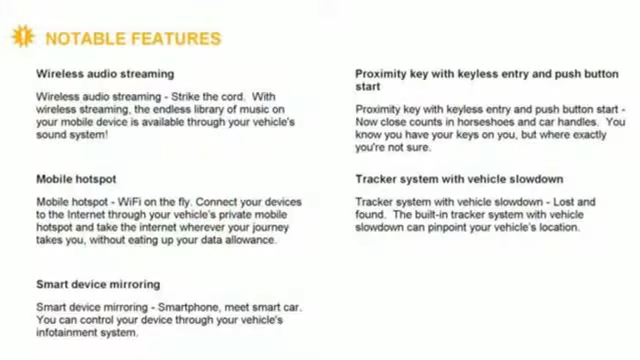 NOTABLE FEATURES
Wireless audio streaming
Wireless audio streaming - Strike the cord. With
wireless streaming, the endless library of music on
your mobile device is available through your vehicle's
sound system!
Mobile hotspot
Mobile hotspot - WiFi on the fly. Connect your devices
to the Internet through your vehicle's private mobile
hotspot and take the internet wherever your journey
takes you, without eating up your data allowance.
Smart device mirroring
Smart device mirroring - Smartphone, meet smart car.
You can control your device through your vehicle's
infotainment system.
Proximity key with keyless entry and push button
start
Proximity key with keyless entry and push button start -
Now close counts in horseshoes and car handles. You
know you have your keys on you, but where exactly
you're not sure.
Tracker system with vehicle slowdown
Tracker system with vehicle slowdown - Lost and
found. The built-in tracker system with vehicle
slowdown can pinpoint your vehicle's location.